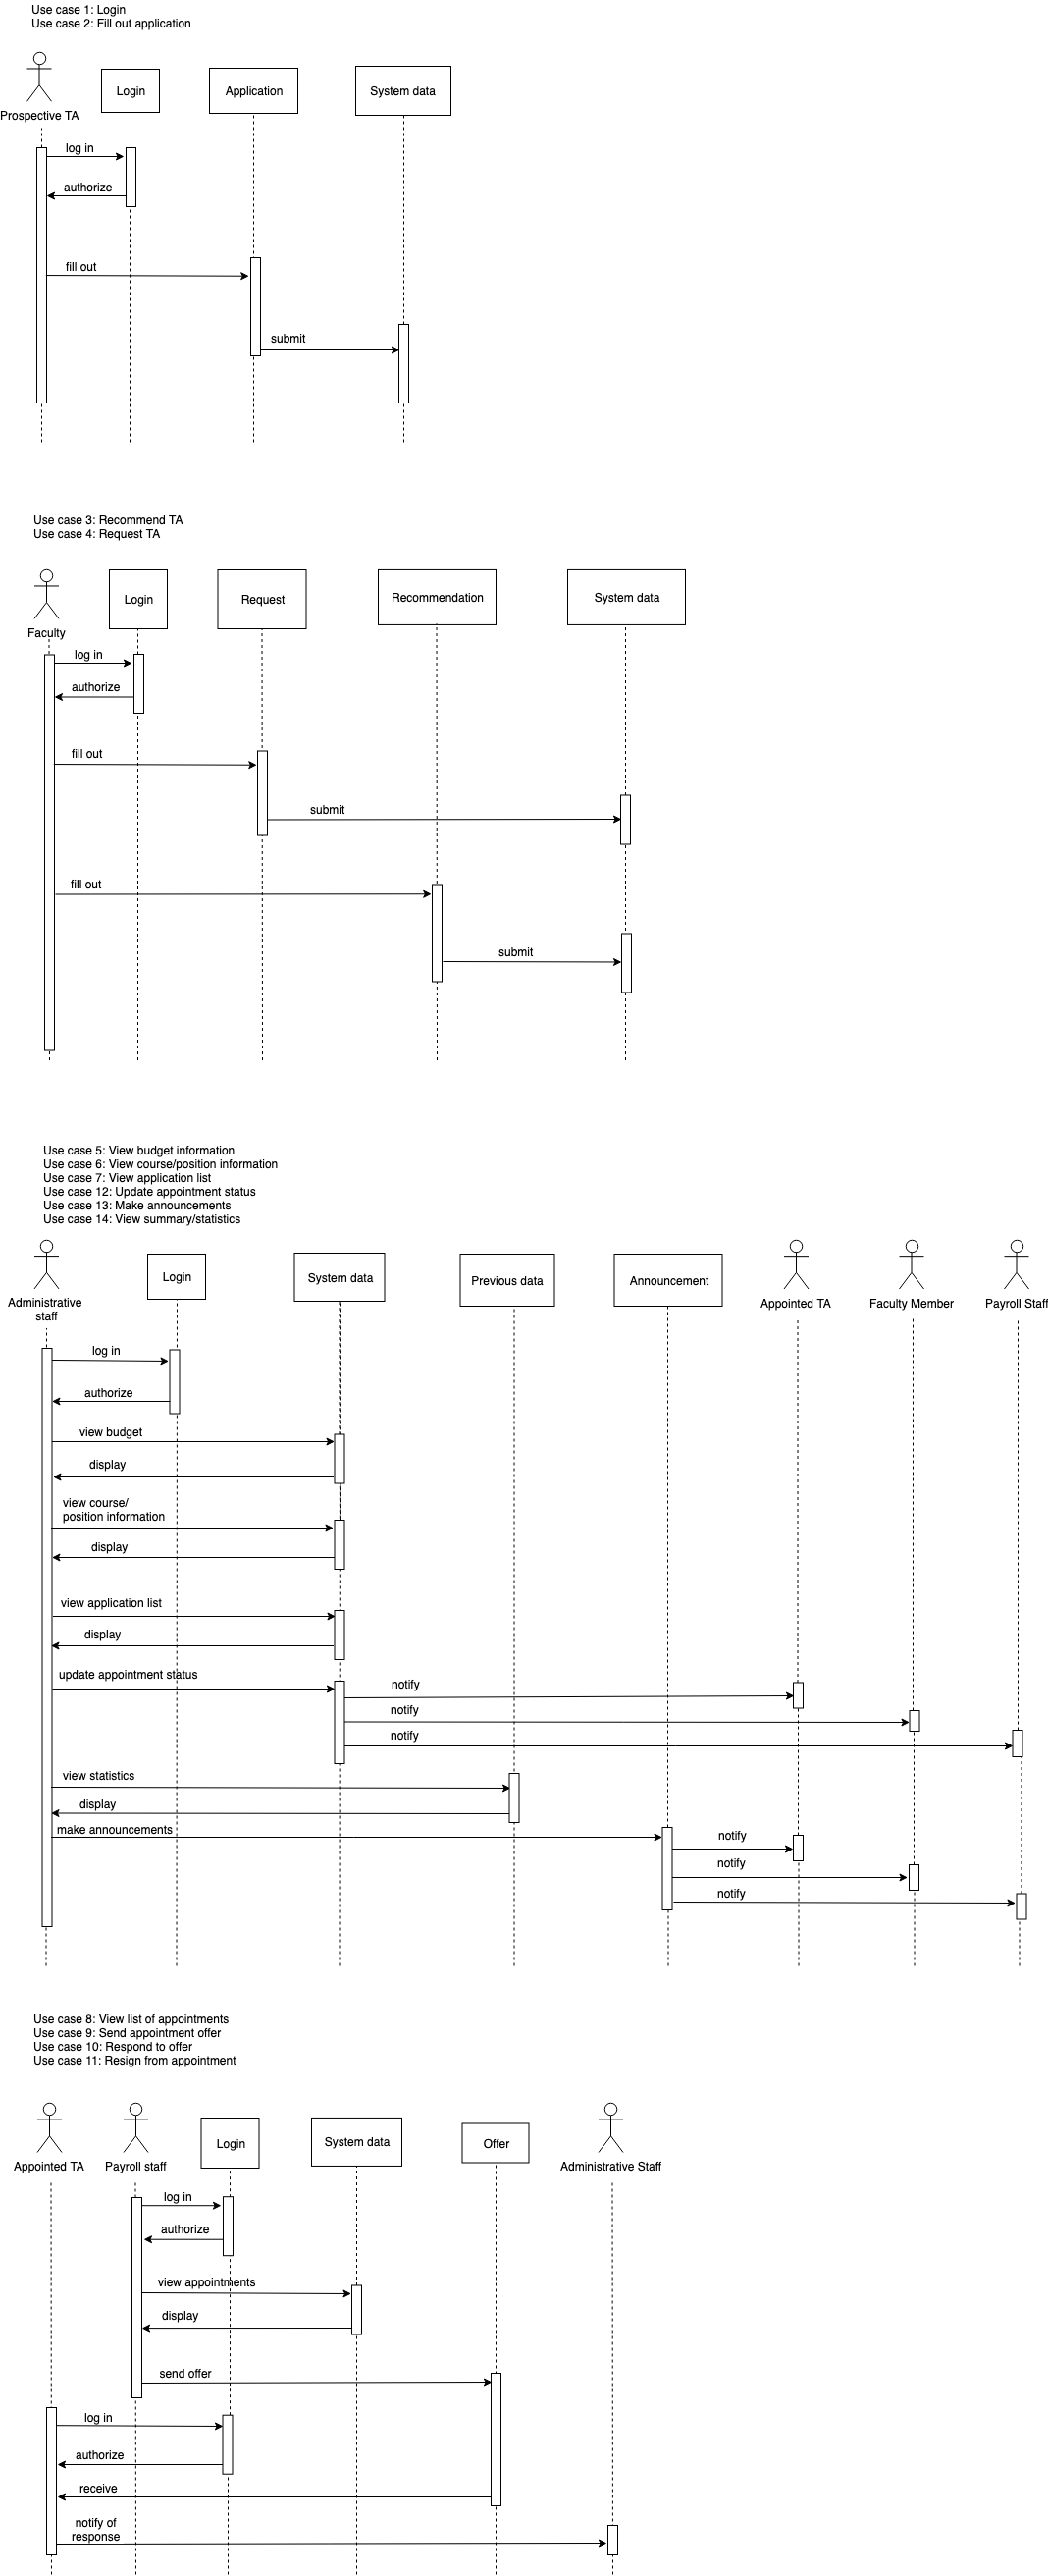 Use case 1: Login
Use case 2: Fill out application
Prospective TA
Login
Application
System data
log in
authorize
fill out
submit
Use case 3: Recommend TA
Use case 4: Request TA
Faculty
Login
Request
Recommendation
System data
log in
authorize
fill out
submit
fill out
submit
Use case 5: View budget information
Use case 6: View course/position information
Use case 7: View application list
Use case 12: Update appointment status
Use case 13: Make announcements
Use case 14: View summary/statistics
Administrative
staff
Login
System data
Previous data
Announcement
Appointed TA
Faculty Member
Payroll Staff
log in
authorize
view budget
display
view course/
position information
display
view application list
display
update appointment status
notify
notify
notify
view statistics
display
make announcements
notify
notify
notify
Use case 8: View list of appointments
Use case 9: Send appointment offer
Use case 10: Respond to offer
Use case 11: Resign from appointment
Appointed TA
Payroll staff
Login
System data
Offer
Administrative Staff
log in
authorize
view appointments
display
send offer
log in
authorize
receive
notify of
response